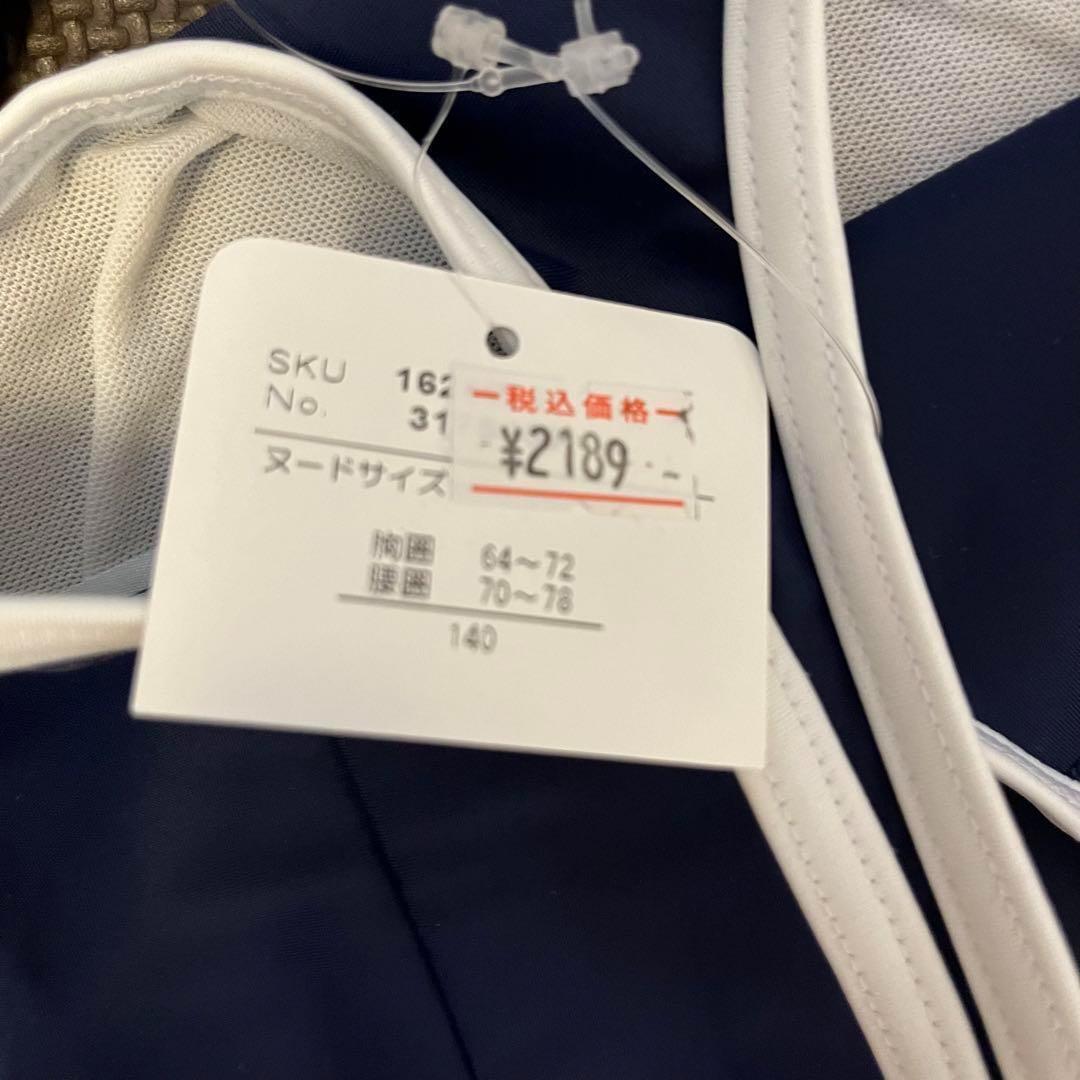 SKU 162
No. 31
ー税込価格ー
¥2189
ヌードサイズ
胸囲 64～72
腰囲 70～78
140